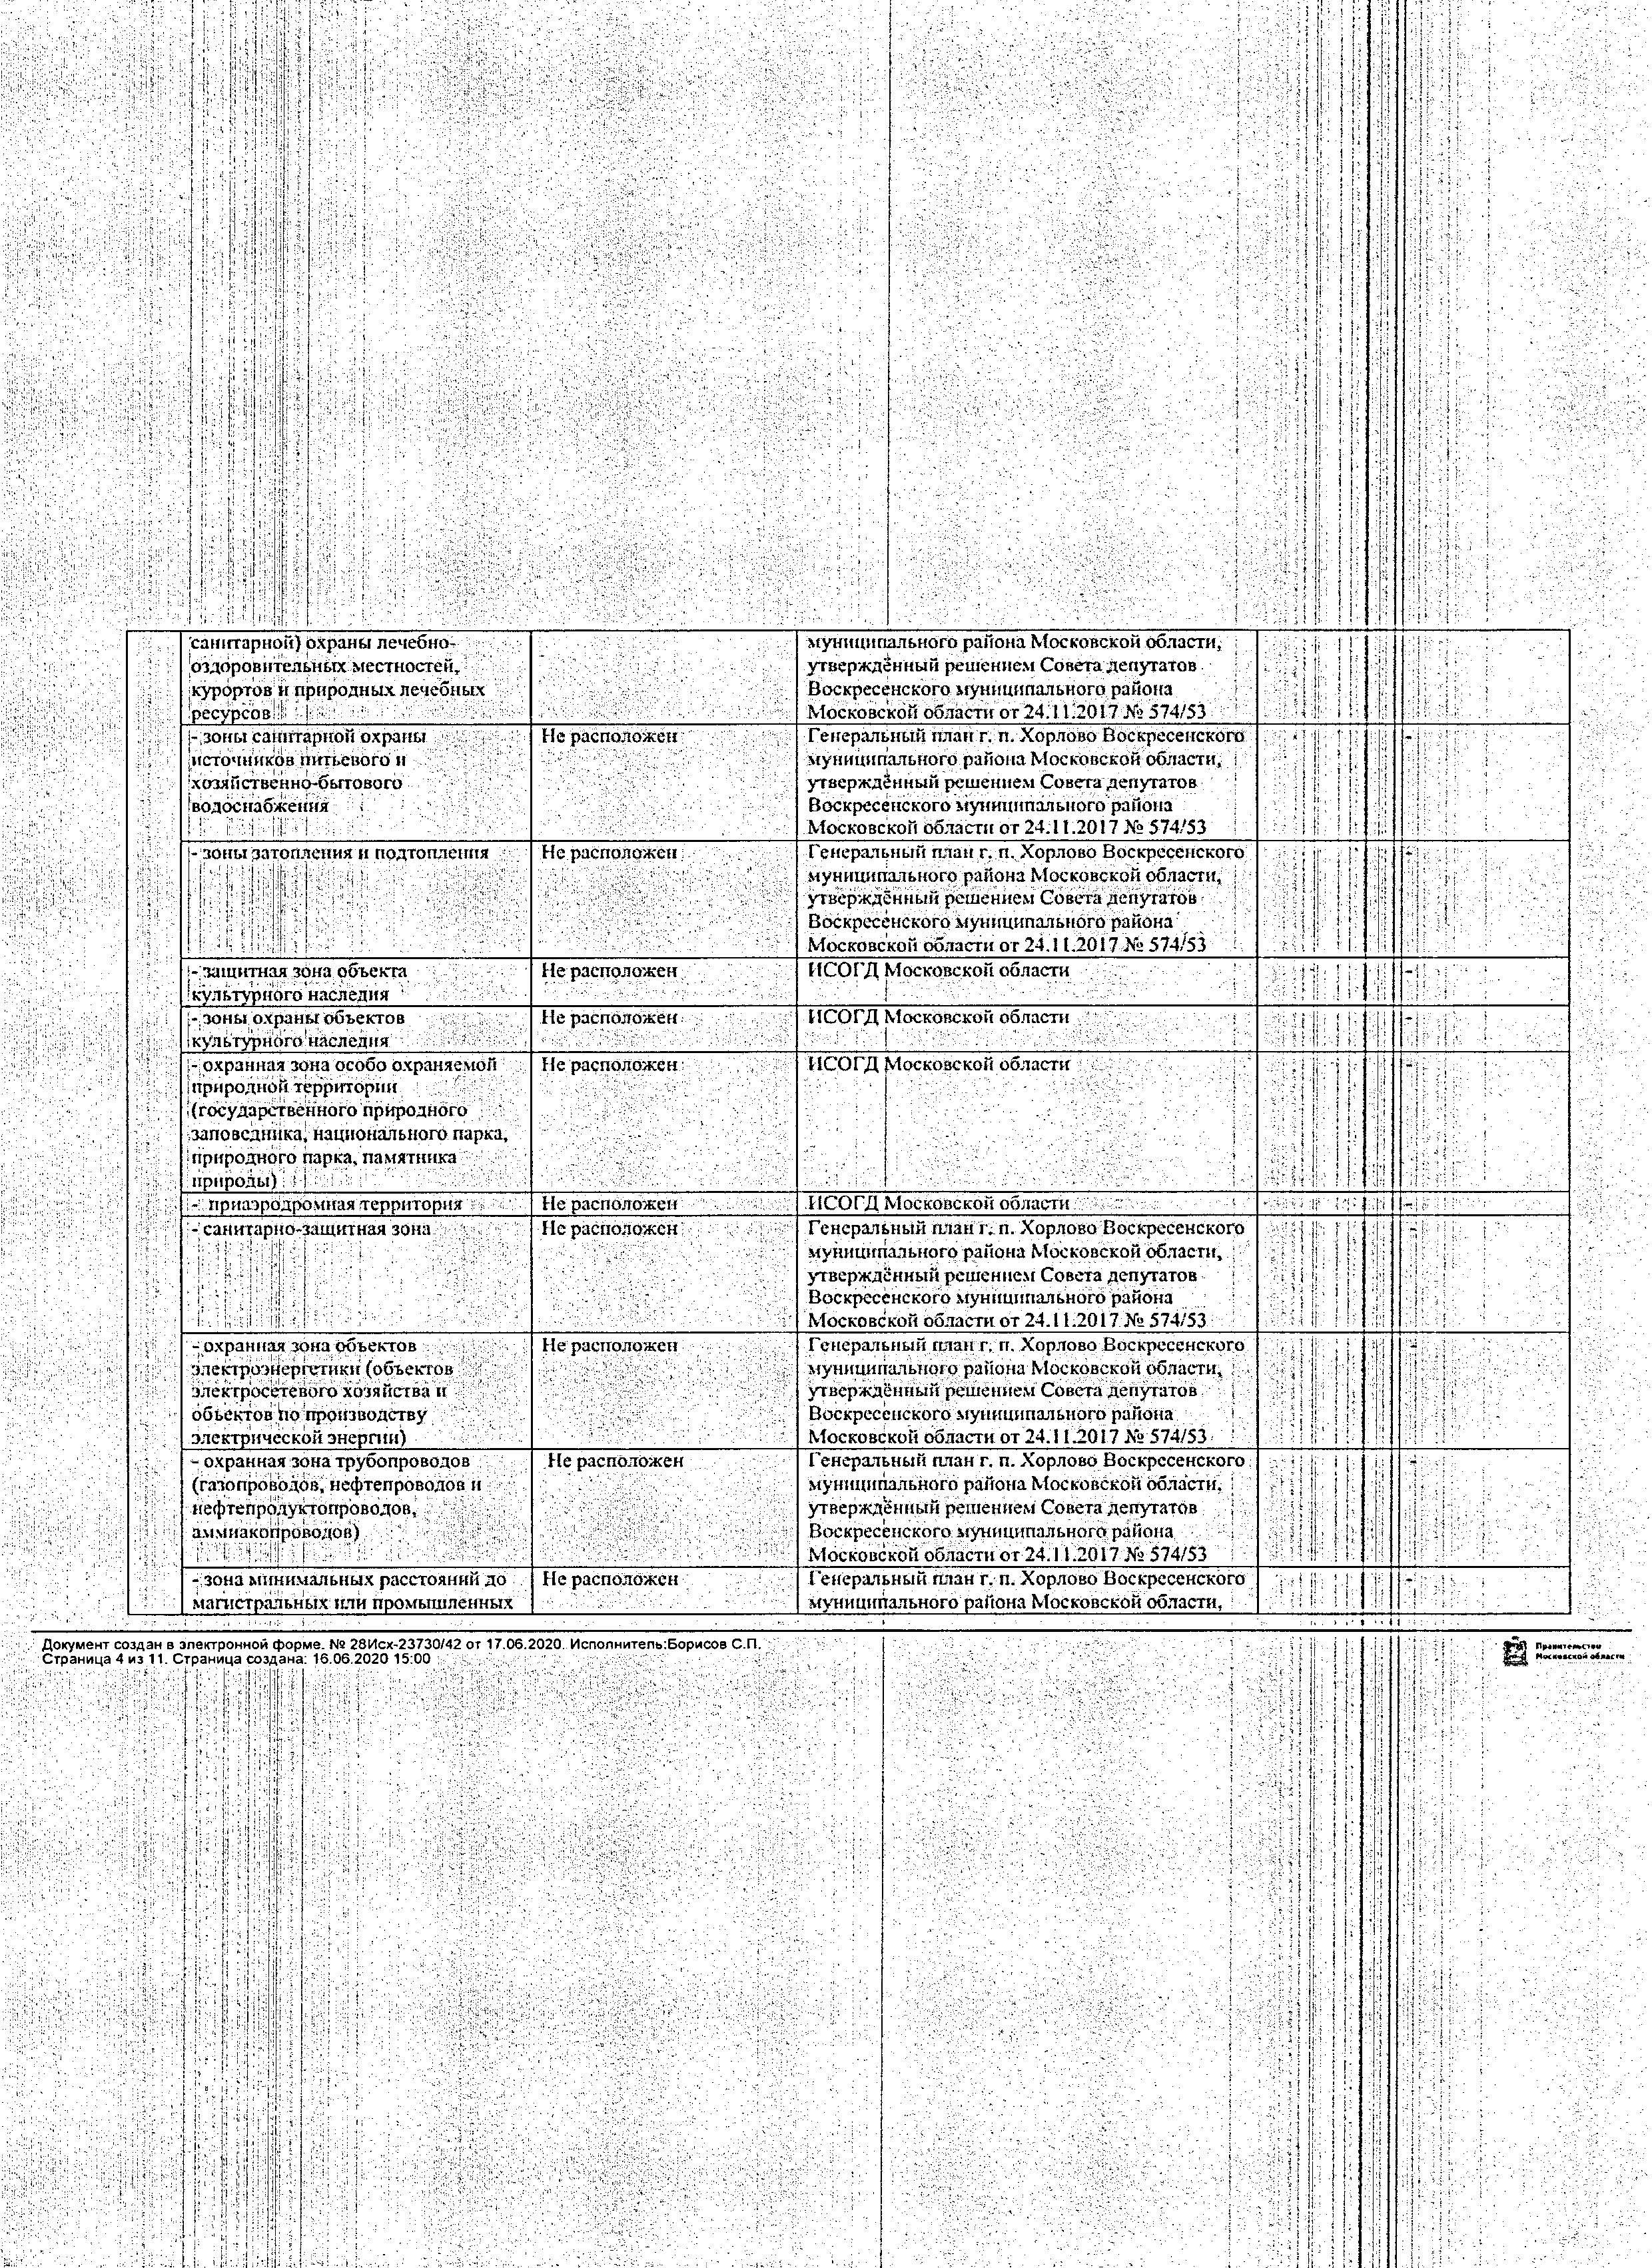 санитарной) охраны лечебно-
оздоровительных местностей,
курортов и природных лечебных
ресурсов
муниципального района Московской области,
утверждённый решением Совета депутатов
Воскресенского муниципального района
Московской области от 24.11.2017 № 574/53
- зоны санитарной охраны
источников питьевого и
хозяйственно-бытового
водоснабжения
Не расположен
Генеральный план г. п. Хорлово Воскресенского
муниципального района Московской области,
утверждённый решением Совета депутатов
Воскресенского муниципального района
Московской области от 24.11.2017 № 574/53
-
- зоны затопления и подтопления
Не расположен
Генеральный план г. п. Хорлово Воскресенского
муниципального района Московской области,
утверждённый решением Совета депутатов
Воскресенского муниципального района
Московской области от 24.11.2017 № 574/53
-
- защитная зона объекта
культурного наследия
Не расположен
ИСОГД Московской области
-
- зоны охраны объектов
культурного наследия
Не расположен
ИСОГД Московской области
-
- охранная зона особо охраняемой
природной территории
(государственного природного
заповедника, национального парка,
природного парка, памятника
природы)
Не расположен
ИСОГД Московской области
-
- приаэродромная территория
Не расположен
ИСОГД Московской области
-
- санитарно-защитная зона
Не расположен
Генеральный план г. п. Хорлово Воскресенского
муниципального района Московской области,
утверждённый решением Совета депутатов
Воскресенского муниципального района
Московской области от 24.11.2017 № 574/53
-
- охранная зона объектов
электроэнергетики (объектов
электросетевого хозяйства и
объектов по производству
электрической энергии)
Не расположен
Генеральный план г. п. Хорлово Воскресенского
муниципального района Московской области,
утверждённый решением Совета депутатов
Воскресенского муниципального района
Московской области от 24.11.2017 № 574/53
-
- охранная зона трубопроводов
(газопроводов, нефтепроводов и
нефтепродуктопроводов,
аммиакопроводов)
Не расположен
Генеральный план г. п. Хорлово Воскресенского
муниципального района Московской области,
утверждённый решением Совета депутатов
Воскресенского муниципального района
Московской области от 24.11.2017 № 574/53
-
- зона минимальных расстояний до
магистральных или промышленных
Не расположен
Генеральный план г. п. Хорлово Воскресенского
муниципального района Московской области,
-
Документ создан в электронной форме. № 28Исх-23730/42 от 17.06.2020. Исполнитель:Борисов С.П.
Страница 4 из 11. Страница создана: 16.06.2020 15:00
Правительство
Московской области